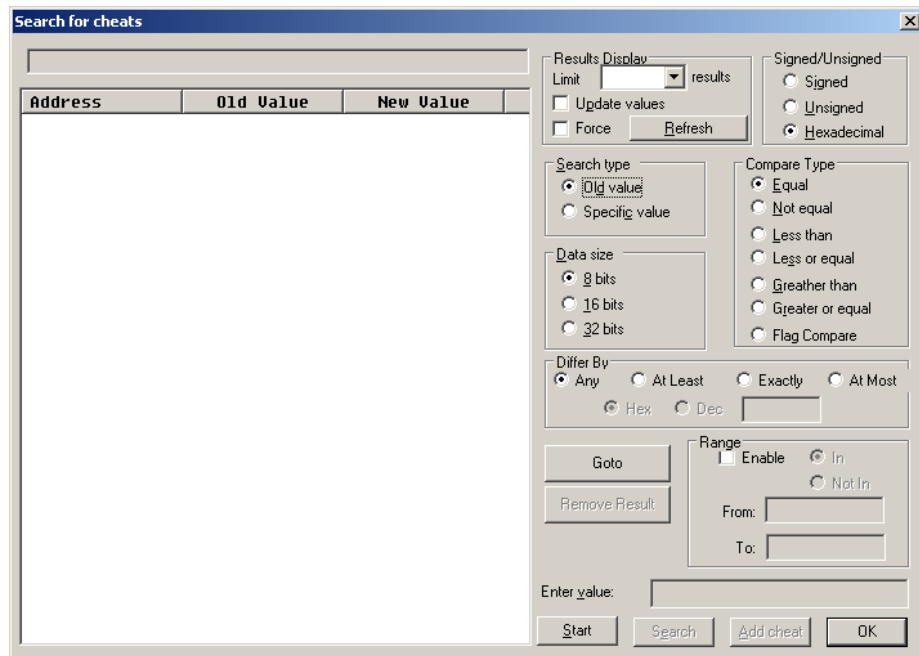 Search for cheats
Address Old Value New Value
Results Display
Limit results
Update values
Force Refresh
Signed/Unsigned
Signed
Unsigned
Hexadecimal
Search type
Old value
Specific value
Data size
8 bits
16 bits
32 bits
Compare Type
Equal
Not equal
Less than
Less or equal
Greather than
Greater or equal
Flag Compare
Differ By
Any At Least Exactly At Most
Hex Dec
Goto
Remove Result
Range
Enable In
Not In
From:
To:
Enter value:
Start Search Add cheat OK